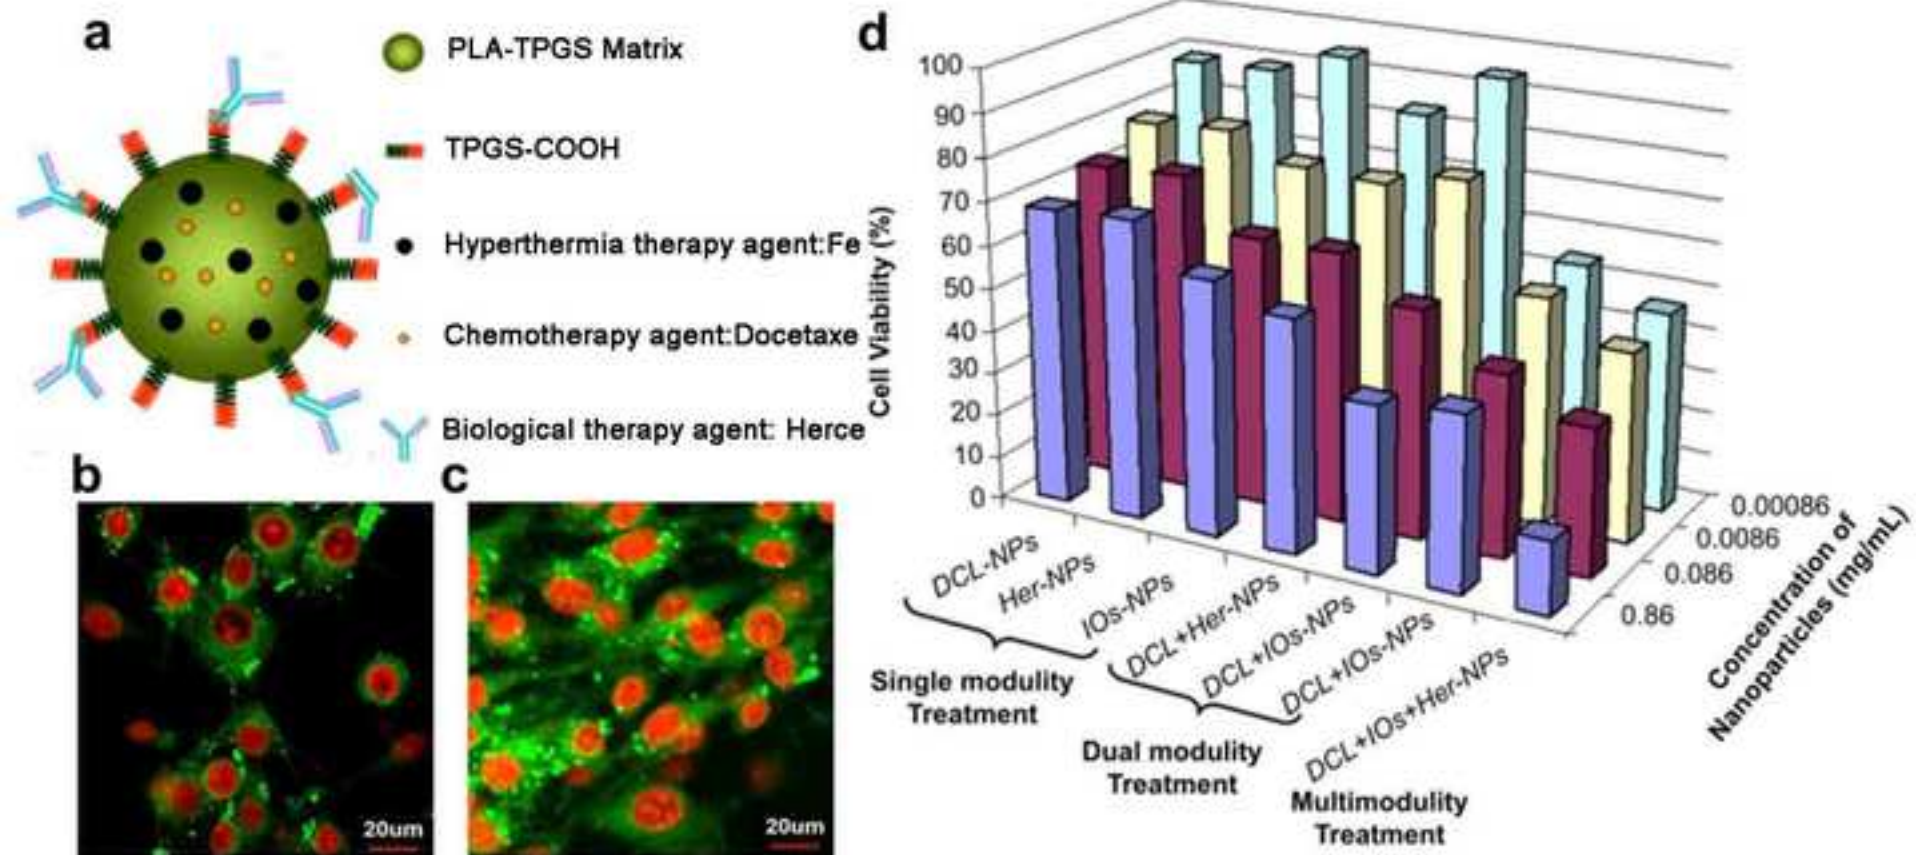 a
PLA-TPGS Matrix
TPGS-COOH
Hyperthermia therapy agent:Fe
Chemotherapy agent:Docetaxe
Biological therapy agent: Herce
b
20um
c
20um
d
Cell Viability (%)
100
90
80
70
60
50
40
30
20
10
0
DCL-NPs
Her-NPs
IOs-NPs
DCL+Her-NPs
DCL+IOs-NPs
DCL+IOs-NPs
DCL+IOs+Her-NPs
Single modulity
Treatment
Dual modulity
Treatment
Multimodulity
Treatment
0.00086
0.0086
0.086
0.86
Concentration of
Nanoparticles (mg/mL)